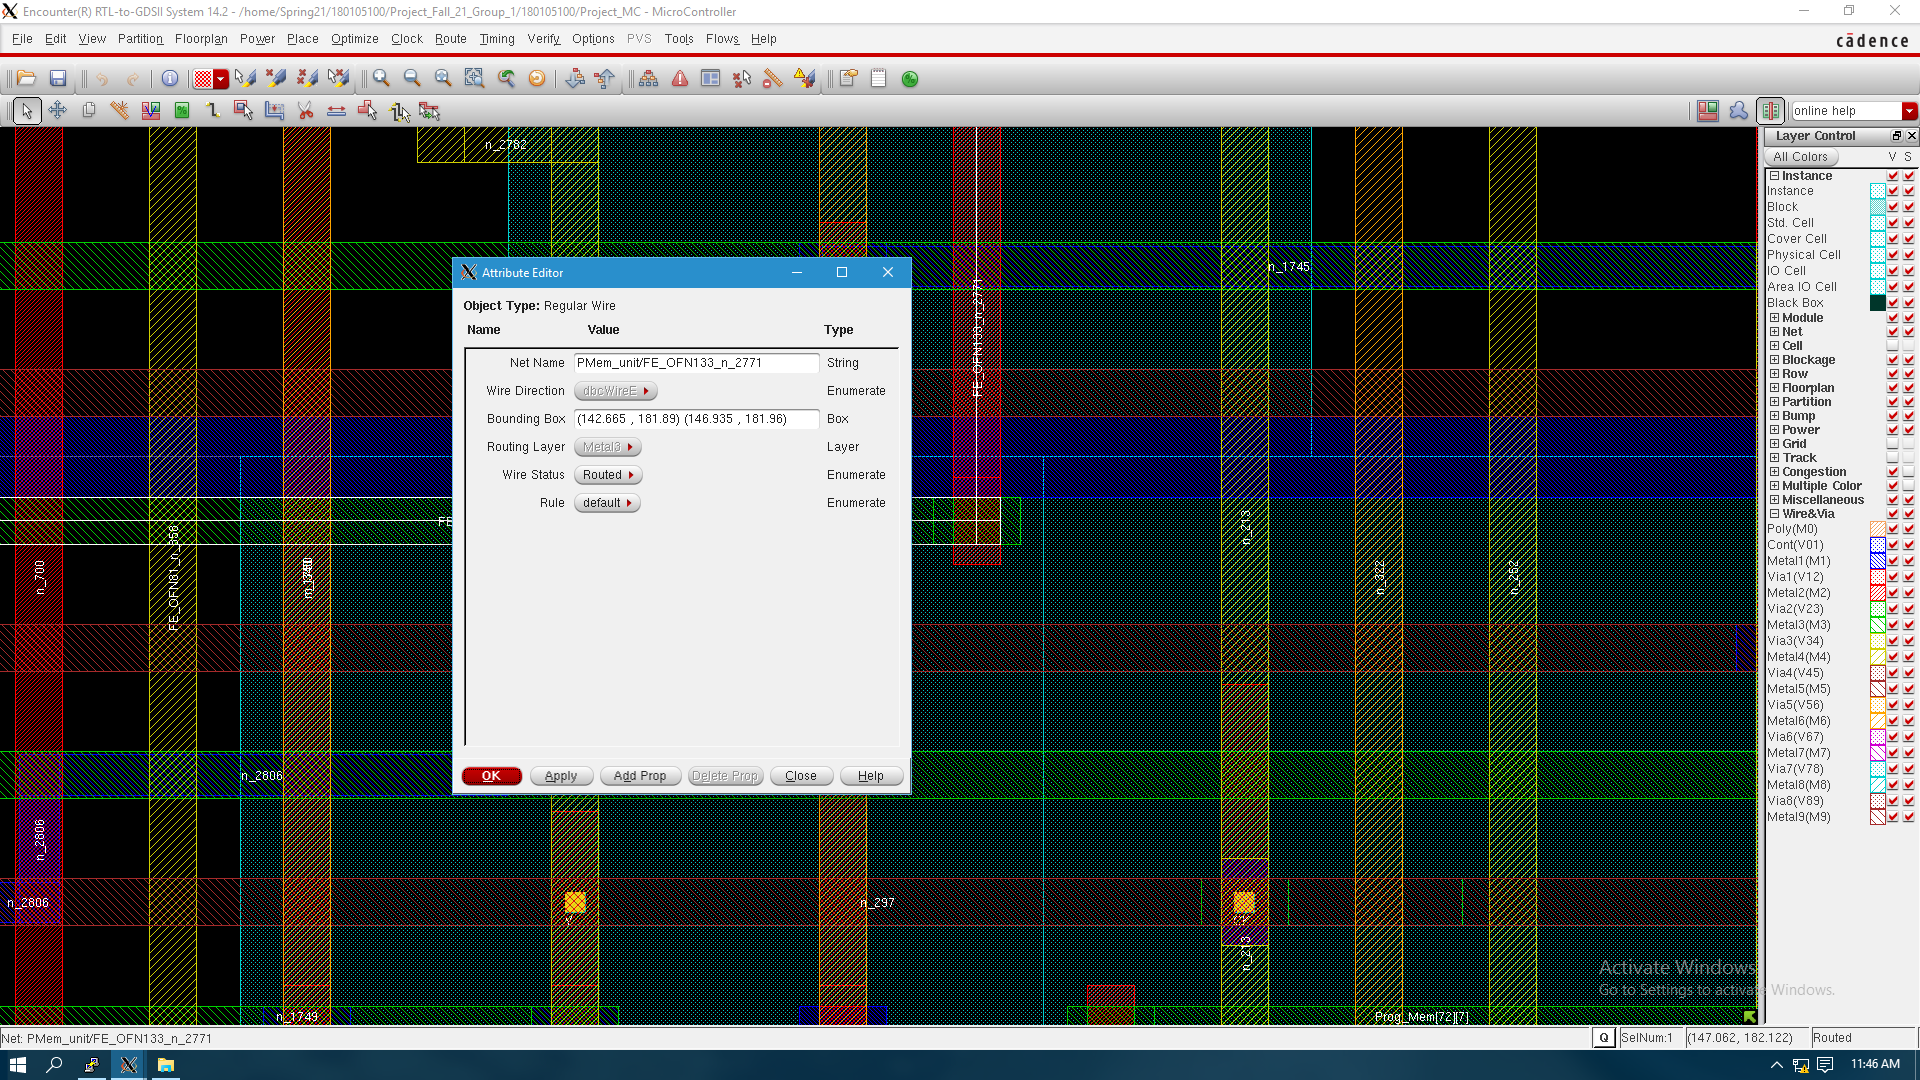 Encounter(R) RTL-to-GDSII System 14.2 - /home/Spring21/180105100/Project_Fall_21_Group_1/180105100/Project_MC - MicroController
File Edit View Partition Floorplan Power Place Optimize Clock Route Timing Verify Options PVS Tools Flows Help
cādence
online help
Layer Control
All Colors V S
Instance
Instance
Block
Std. Cell
Cover Cell
Physical Cell
IO Cell
Area IO Cell
Black Box
Module
Net
Cell
Blockage
Row
Floorplan
Partition
Bump
Power
Grid
Track
Congestion
Multiple Color
Miscellaneous
Wire&Via
Poly(M0)
Cont(V01)
Metal1(M1)
Via1(V12)
Metal2(M2)
Via2(V23)
Metal3(M3)
Via3(V34)
Metal4(M4)
Via4(V45)
Metal5(M5)
Via5(V56)
Metal6(M6)
Via6(V67)
Metal7(M7)
Via7(V78)
Metal8(M8)
Via8(V89)
Metal9(M9)
n_2782
n_1745
FE_OFN133_n_2771
Attribute Editor
Object Type: Regular Wire
Name Value Type
Net Name PMem_unit/FE_OFN133_n_2771 String
Wire Direction dbcWireE Enumerate
Bounding Box (142.665 , 181.89) (146.935 , 181.96) Box
Routing Layer Metal3 Layer
Wire Status Routed Enumerate
Rule default Enumerate
OK Apply Add Prop Delete Prop Close Help
FE
n_700
FE_OFN81_n_358
n_213
n_322
n_252
n_2806
n_2806
n_2806
n_297
n_213
n_1749
Prog_Mem[72][7]
Activate Windows
Go to Settings to activate Windows.
Net: PMem_unit/FE_OFN133_n_2771
Q SelNum:1 (147.062, 182.122) Routed
11:46 AM